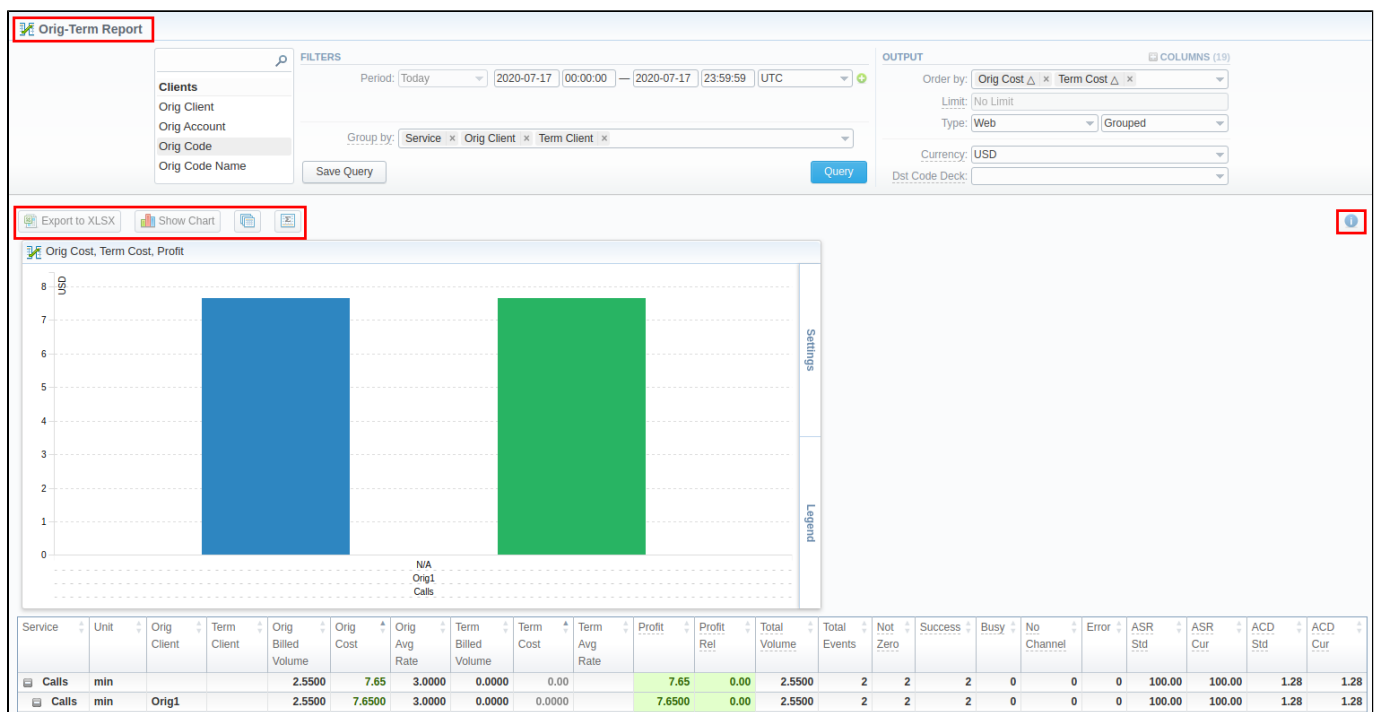 Orig-Term Report
FILTERS
OUTPUT
COLUMNS (19)
Clients
Orig Client
Orig Account
Orig Code
Orig Code Name
Period: Today 2020-07-17 00:00:00 — 2020-07-17 23:59:59 UTC
Group by: Service × Orig Client × Term Client ×
Save Query
Query
Order by: Orig Cost △ × Term Cost △ ×
Limit: No Limit
Type: Web Grouped
Currency: USD
Dst Code Deck:
Export to XLSX
Show Chart
Orig Cost, Term Cost, Profit
USD
8
7
6
5
4
3
2
1
0
N/A
Orig1
Calls
Settings
Legend
Service Unit Orig Client Term Client Orig Billed Volume Orig Cost Orig Avg Rate Term Billed Volume Term Cost Term Avg Rate Profit Profit Rel Total Volume Total Events Not Zero Success Busy No Channel Error ASR Std ASR Cur ACD Std ACD Cur
Calls min 2.5500 7.65 3.0000 0.0000 0.00 7.65 0.00 2.5500 2 2 2 0 0 0 100.00 100.00 1.28 1.28
Calls min Orig1 2.5500 7.6500 3.0000 0.0000 0.0000 7.6500 0.00 2.5500 2 2 2 0 0 0 100.00 100.00 1.28 1.28